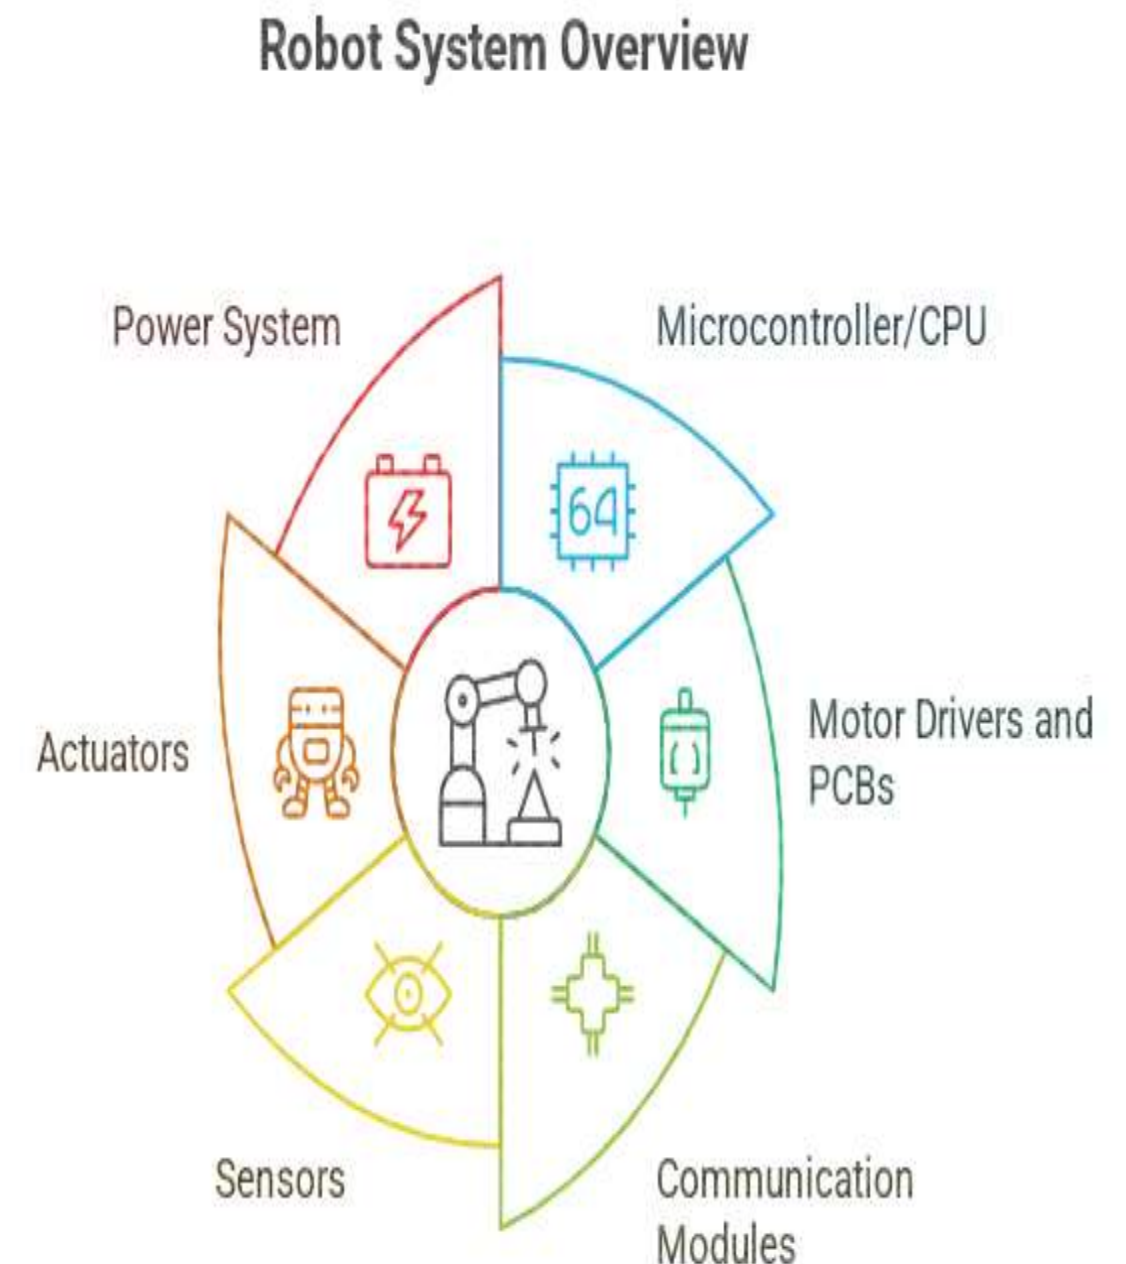 Robot System Overview
Power System
Microcontroller/CPU
64
Motor Drivers and
PCBs
Actuators
Sensors
Communication
Modules